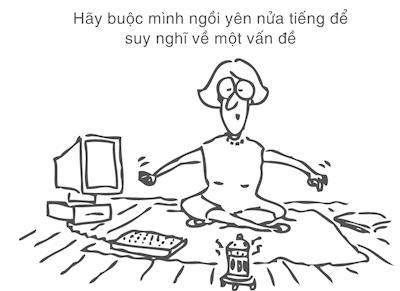 Hãy buộc mình ngồi yên nửa tiếng để
suy nghĩ về một vấn đề